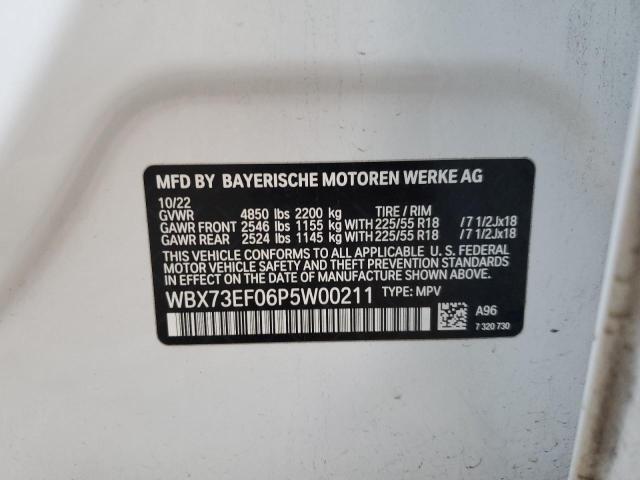 MFD BY BAYERISCHE MOTOREN WERKE AG
10/22
GVWR 4850 lbs 2200 kg TIRE / RIM
GAWR FRONT 2546 lbs 1155 kg WITH 225/55 R18 /7 1/2Jx18
GAWR REAR 2524 lbs 1145 kg WITH 225/55 R18 /7 1/2Jx18
THIS VEHICLE CONFORMS TO ALL APPLICABLE U. S. FEDERAL
MOTOR VEHICLE SAFETY, BUMPER, AND THEFT PREVENTION
STANDARDS IN EFFECT ON THE DATE OF MANUFACTURE SHOWN ABOVE.
WBX73EF06P5W00211 TYPE: MPV
A96
7 320 730